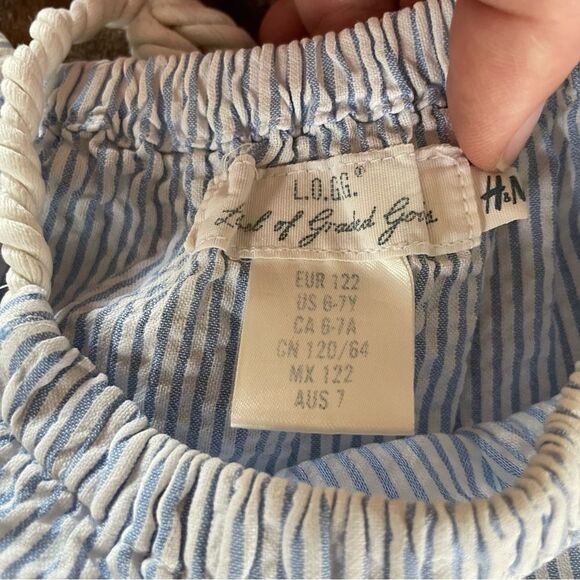 L.O.GG.®
Label of Graded Goods
H&M
EUR 122
US 6-7Y
CA 6-7A
CN 120/64
MX 122
AUS 7